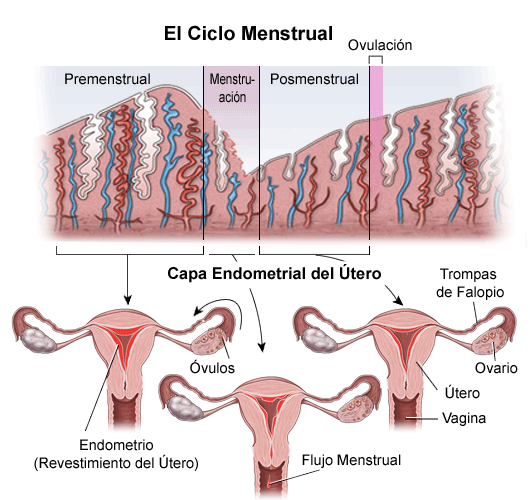 El Ciclo Menstrual
Ovulación
Premenstrual
Menstru-
ación
Posmenstrual
Capa Endometrial del Útero
Trompas
de Falopio
Óvulos
Ovario
Útero
Vagina
Endometrio
(Revestimiento del Útero)
Flujo Menstrual